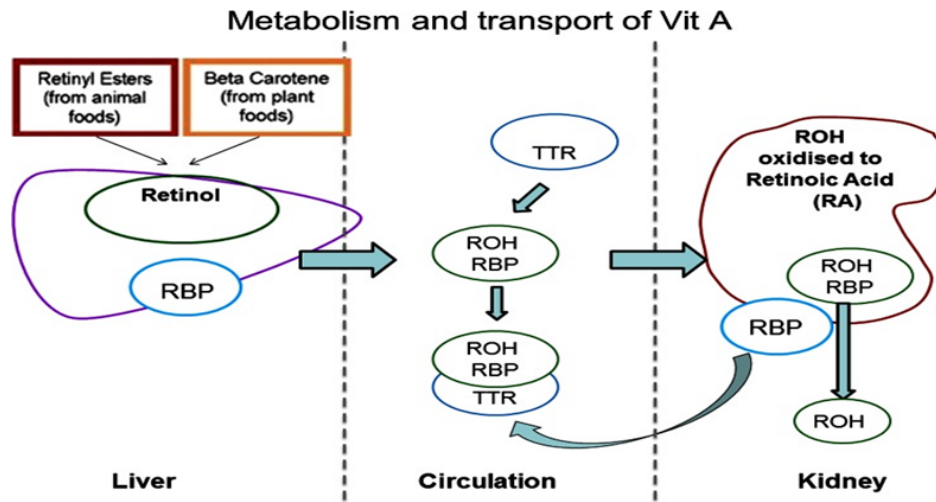 Metabolism and transport of Vit A
Retinyl Esters
(from animal
foods)
Beta Carotene
(from plant
foods)
Retinol
RBP
TTR
ROH
RBP
ROH
RBP
TTR
ROH
oxidised to
Retinoic Acid
(RA)
ROH
RBP
RBP
ROH
Liver
Circulation
Kidney